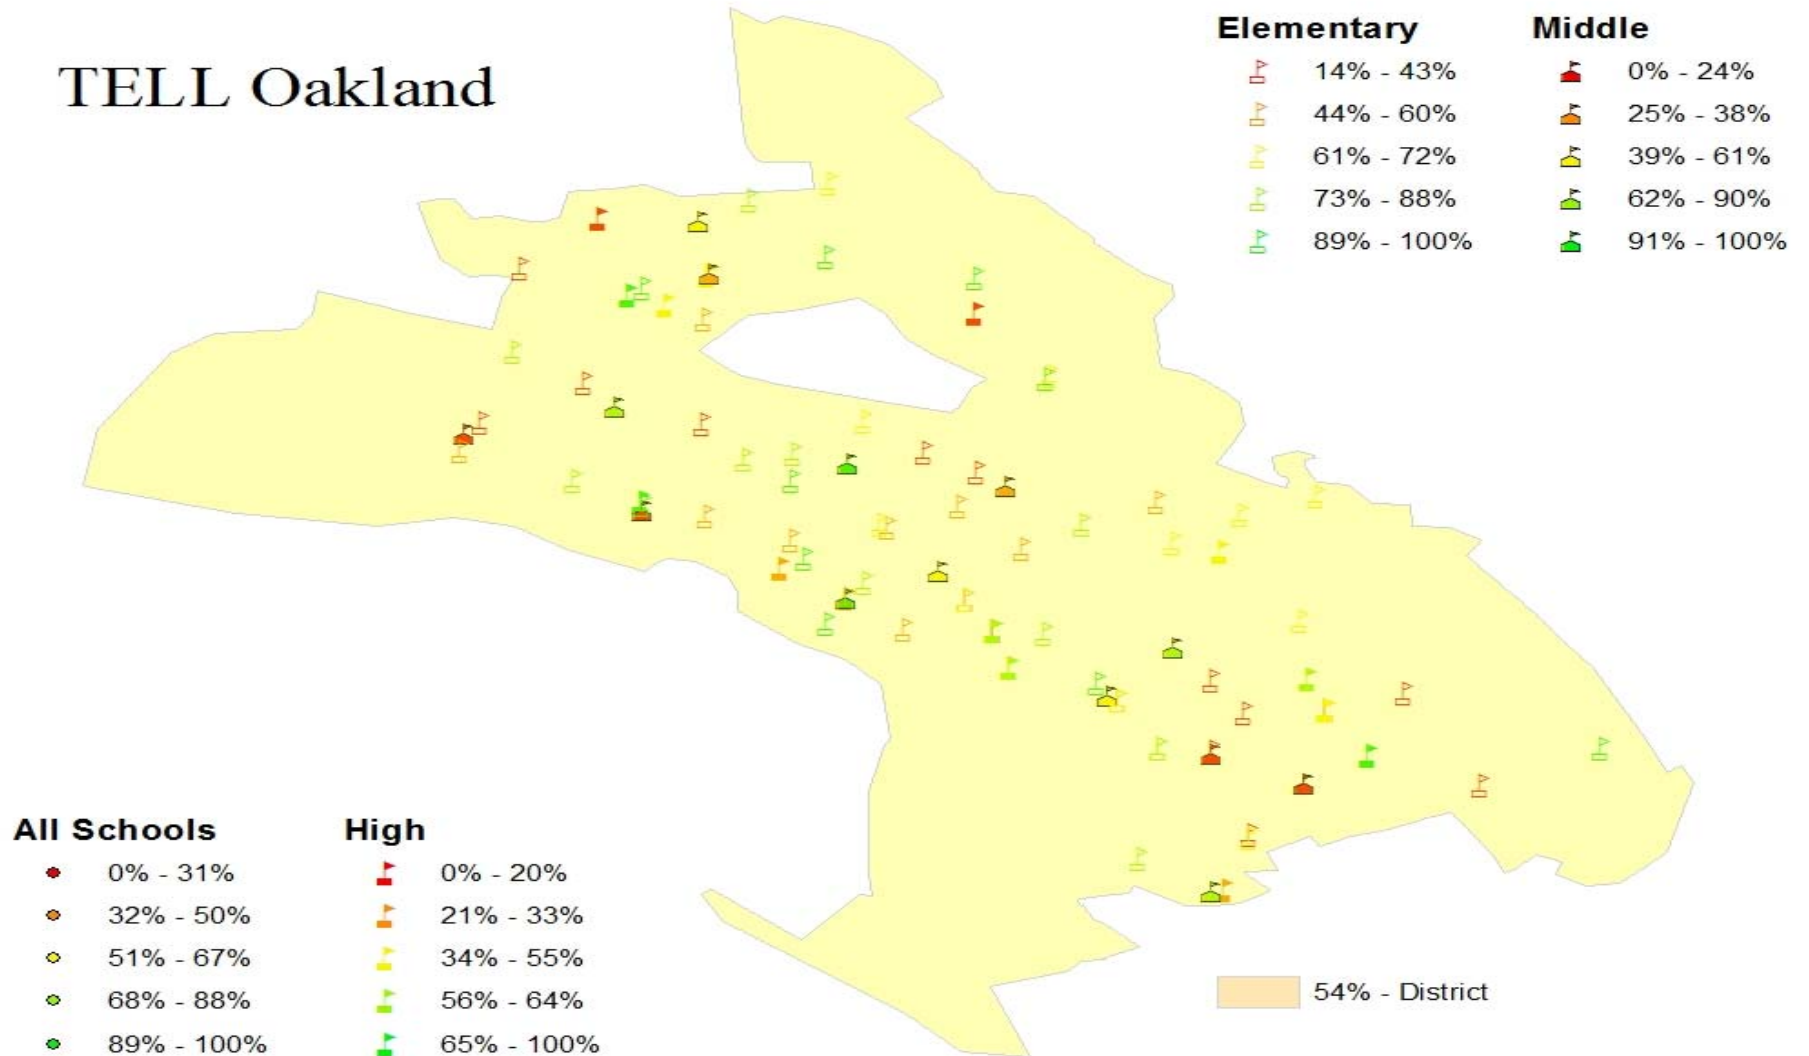 TELL Oakland
Elementary
14% - 43%
44% - 60%
61% - 72%
73% - 88%
89% - 100%
Middle
0% - 24%
25% - 38%
39% - 61%
62% - 90%
91% - 100%
All Schools
0% - 31%
32% - 50%
51% - 67%
68% - 88%
89% - 100%
High
0% - 20%
21% - 33%
34% - 55%
56% - 64%
65% - 100%
54% - District